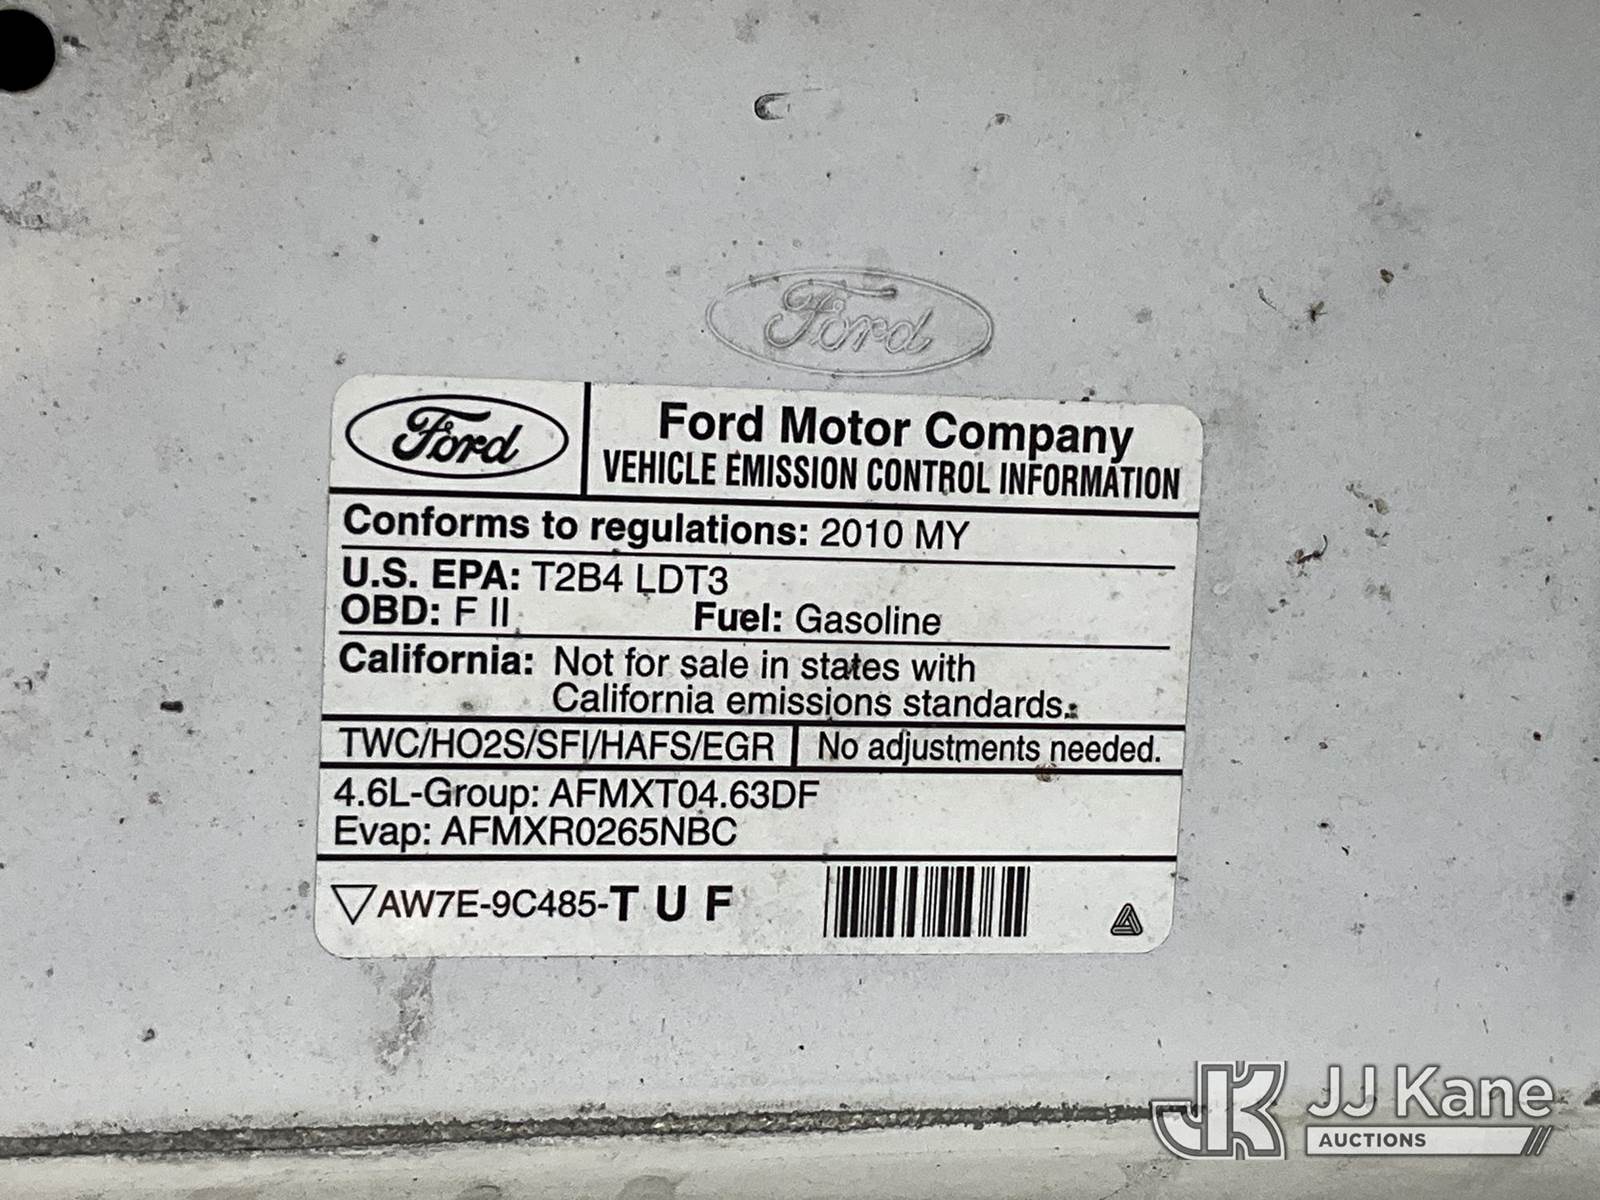 Ford
Ford
Ford Motor Company
VEHICLE EMISSION CONTROL INFORMATION
Conforms to regulations: 2010 MY
U.S. EPA: T2B4 LDT3
OBD: F II Fuel: Gasoline
California: Not for sale in states with
California emissions standards.
TWC/HO2S/SFI/HAFS/EGR No adjustments needed.
4.6L-Group: AFMXT04.63DF
Evap: AFMXR0265NBC
AW7E-9C485-T U F
JK JJ Kane
AUCTIONS